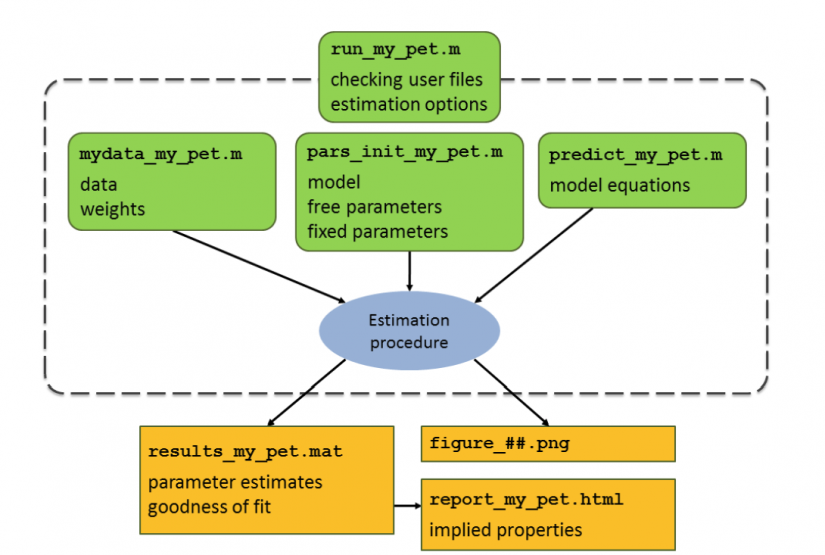 run_my_pet.m
checking user files
estimation options
mydata_my_pet.m
data
weights
pars_init_my_pet.m
model
free parameters
fixed parameters
predict_my_pet.m
model equations
Estimation
procedure
results_my_pet.mat
parameter estimates
goodness of fit
figure_##.png
report_my_pet.html
implied properties